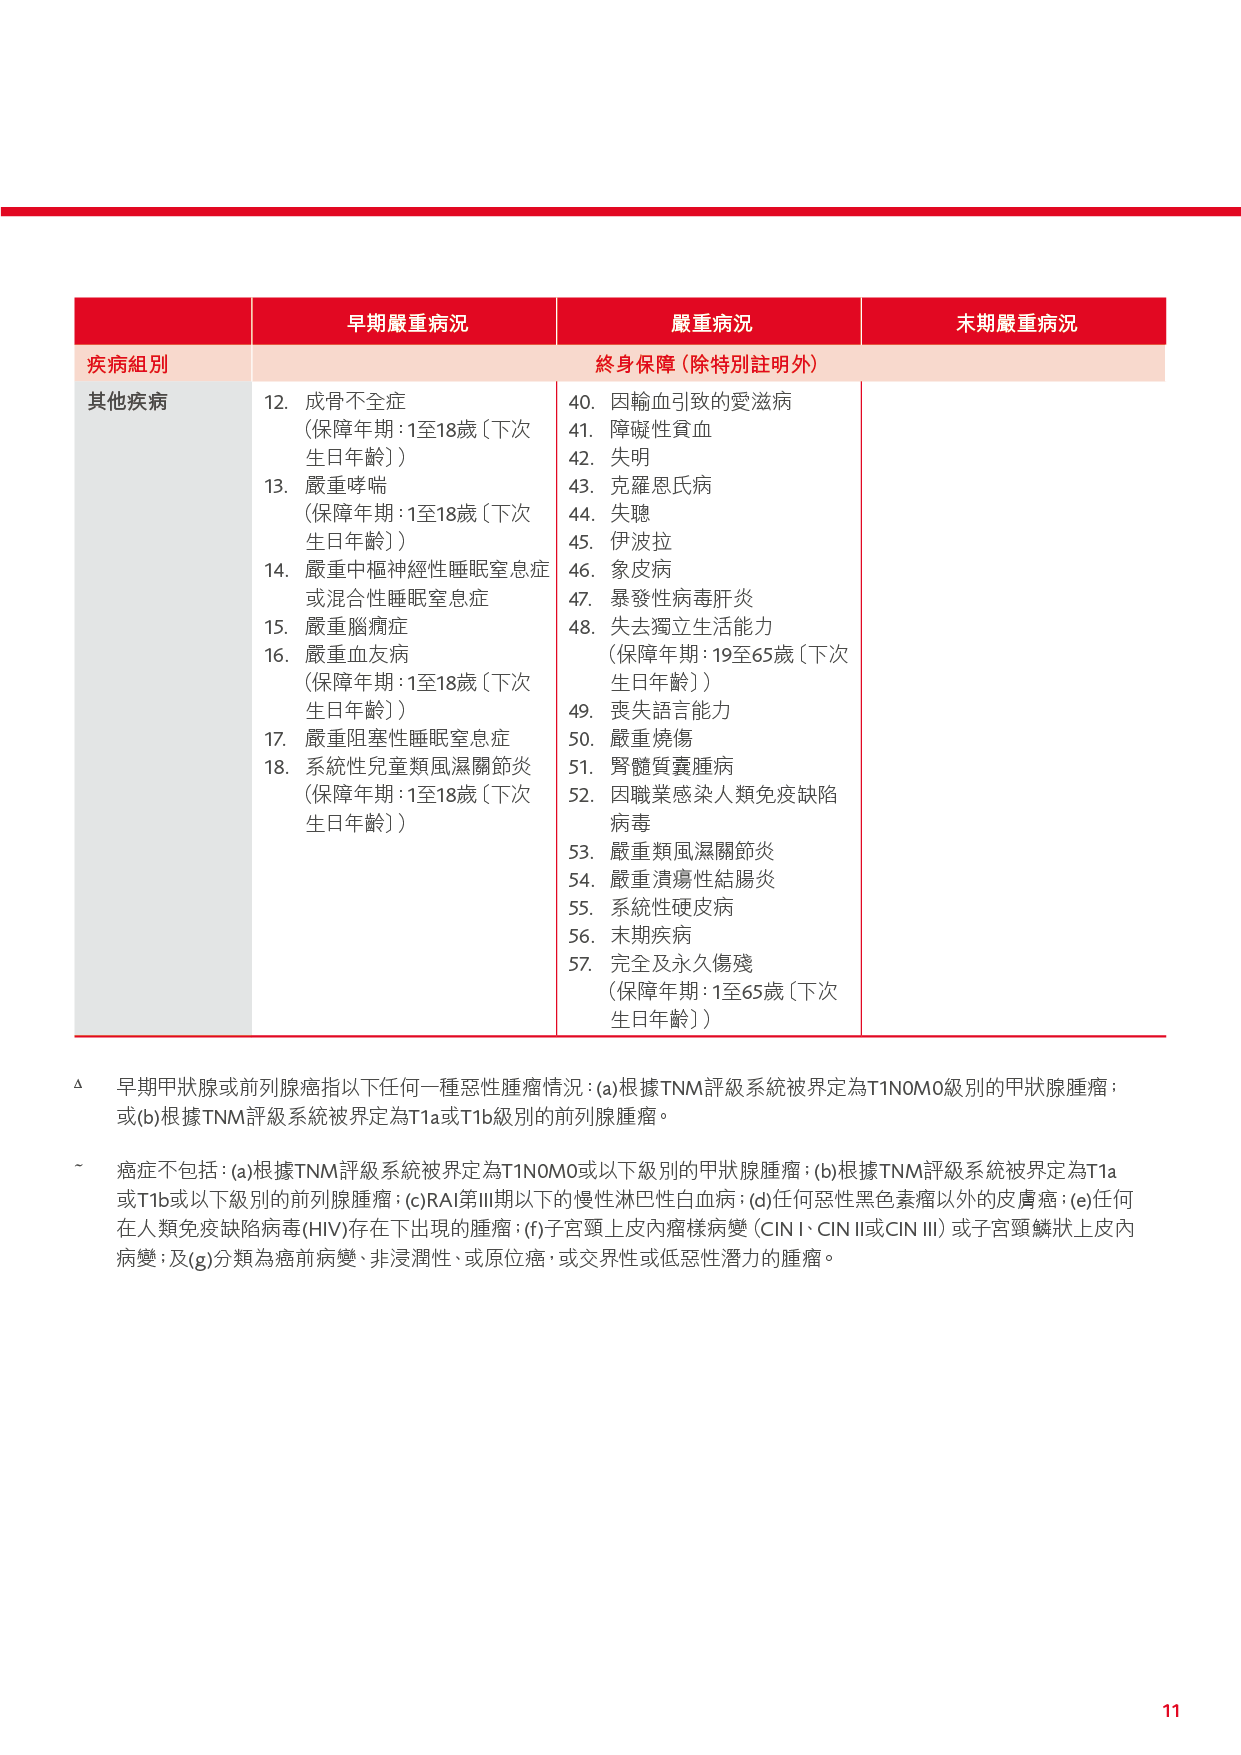 早期嚴重病況 嚴重病況 末期嚴重病況
疾病組別 終身保障（除特別註明外）
其他疾病
12. 成骨不全症
（保障年期：1至18歲〔下次
生日年齡〕）
13. 嚴重哮喘
（保障年期：1至18歲〔下次
生日年齡〕）
14. 嚴重中樞神經性睡眠窒息症
或混合性睡眠窒息症
15. 嚴重腦癇症
16. 嚴重血友病
（保障年期：1至18歲〔下次
生日年齡〕）
17. 嚴重阻塞性睡眠窒息症
18. 系統性兒童類風濕關節炎
（保障年期：1至18歲〔下次
生日年齡〕）
40. 因輸血引致的愛滋病
41. 障礙性貧血
42. 失明
43. 克羅恩氏病
44. 失聰
45. 伊波拉
46. 象皮病
47. 暴發性病毒肝炎
48. 失去獨立生活能力
（保障年期：19至65歲〔下次
生日年齡〕）
49. 喪失語言能力
50. 嚴重燒傷
51. 腎髓質囊腫病
52. 因職業感染人類免疫缺陷
病毒
53. 嚴重類風濕關節炎
54. 嚴重潰瘍性結腸炎
55. 系統性硬皮病
56. 末期疾病
57. 完全及永久傷殘
（保障年期：1至65歲〔下次
生日年齡〕）
Δ 早期甲狀腺或前列腺癌指以下任何一種惡性腫瘤情況：(a)根據TNM評級系統被界定為T1N0M0級別的甲狀腺腫瘤；
或(b)根據TNM評級系統被界定為T1a或T1b級別的前列腺腫瘤。
~ 癌症不包括：(a)根據TNM評級系統被界定為T1N0M0或以下級別的甲狀腺腫瘤；(b)根據TNM評級系統被界定為T1a
或T1b或以下級別的前列腺腫瘤；(c)RAI第III期以下的慢性淋巴性白血病；(d)任何惡性黑色素瘤以外的皮膚癌；(e)任何
在人類免疫缺陷病毒(HIV)存在下出現的腫瘤；(f)子宮頸上皮內瘤樣病變（CIN I、CIN II或CIN III）或子宮頸鱗狀上皮內
病變；及(g)分類為癌前病變、非浸潤性、或原位癌，或交界性或低惡性潛力的腫瘤。
11